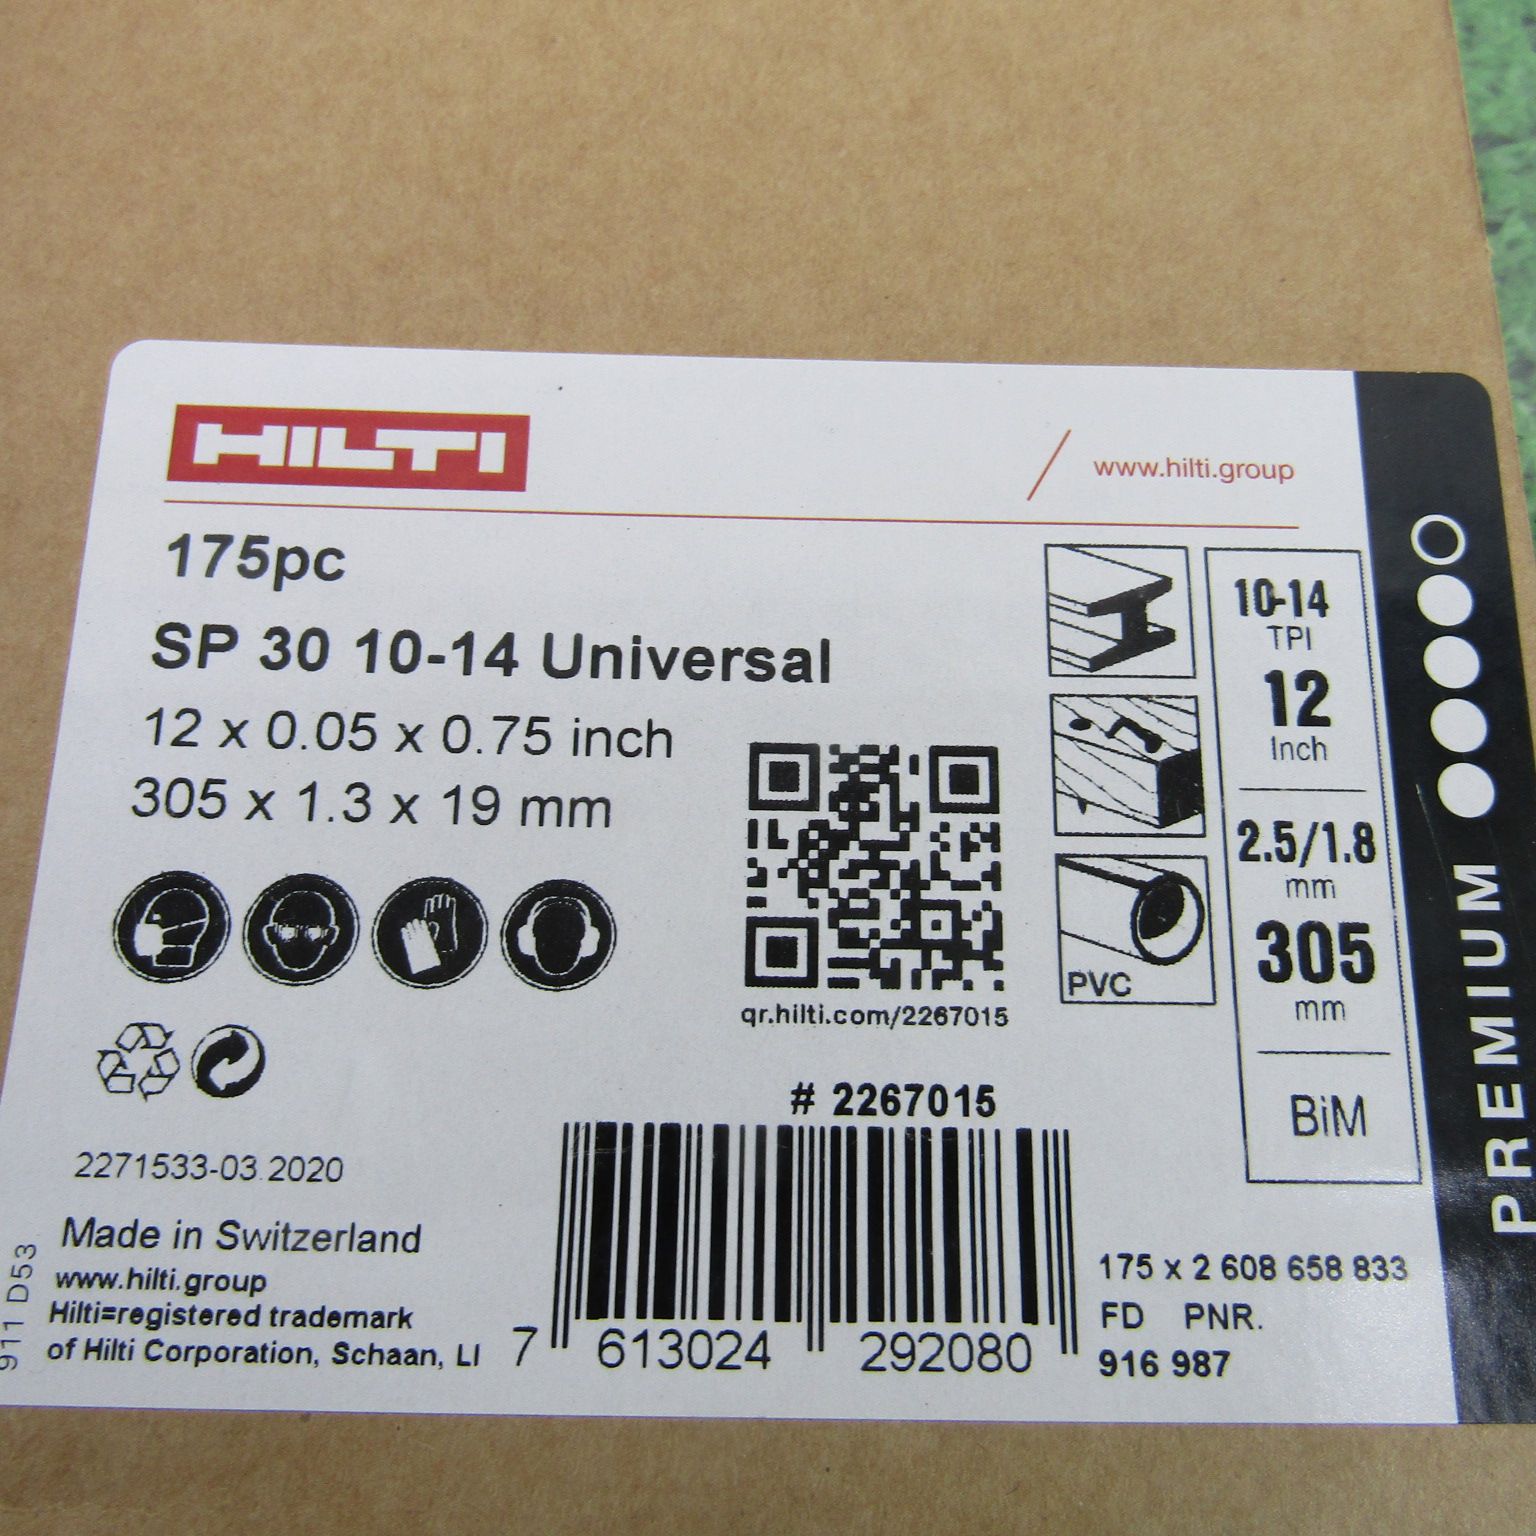 HILTI
www.hilti.group
175pc
SP 30 10-14 Universal
12 x 0.05 x 0.75 inch
305 x 1.3 x 19 mm
qr.hilti.com/2267015
PVC
10-14
TPI
12
Inch
2.5/1.8
mm
305
mm
BiM
PREMIUM
# 2267015
2271533-03.2020
Made in Switzerland
www.hilti.group
Hilti=registered trademark
of Hilti Corporation, Schaan, LI
911 D53
7 613024 292080
175 x 2 608 658 833
FD PNR.
916 987